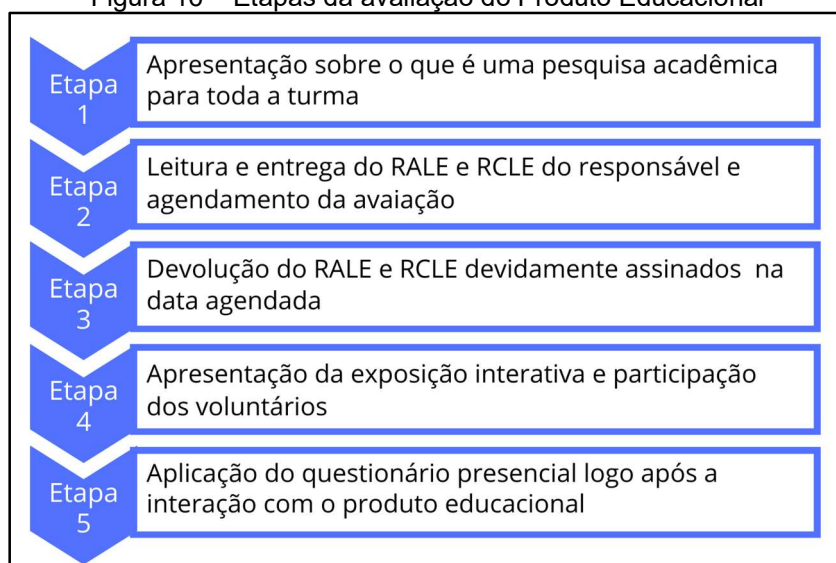 Figura – Etapas da avaliação do Produto Educacional
Etapa
1
Apresentação sobre o que é uma pesquisa acadêmica
para toda a turma
Etapa
2
Leitura e entrega do RALE e RCLE do responsável e
agendamento da avaiação
Etapa
3
Devolução do RALE e RCLE devidamente assinados na
data agendada
Etapa
4
Apresentação da exposição interativa e participação
dos voluntários
Etapa
5
Aplicação do questionário presencial logo após a
interação com o produto educacional